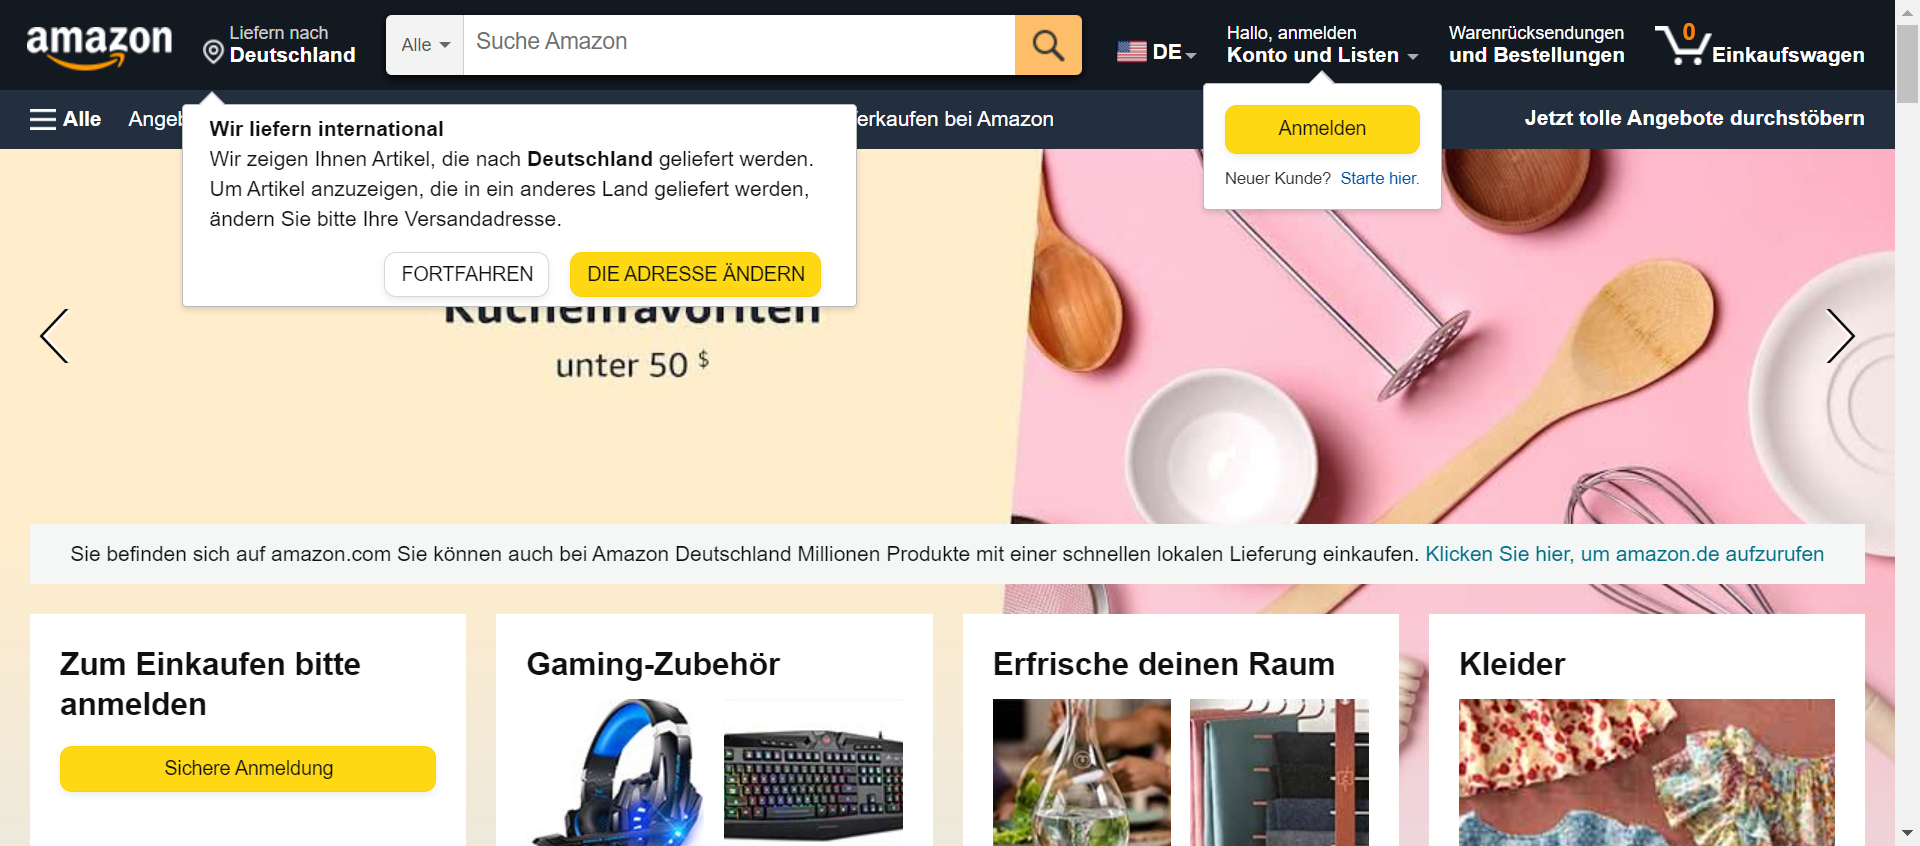 amazon
Liefern nach
Deutschland
Alle
Suche Amazon
DE
Hallo, anmelden
Konto und Listen
Warenrücksendungen
und Bestellungen
0
Einkaufswagen
Alle
erkaufen bei Amazon
Jetzt tolle Angebote durchstöbern
Wir liefern international
Wir zeigen Ihnen Artikel, die nach Deutschland geliefert werden.
Um Artikel anzuzeigen, die in ein anderes Land geliefert werden,
ändern Sie bitte Ihre Versandadresse.
FORTFAHREN
DIE ADRESSE ÄNDERN
Anmelden
Neuer Kunde? Starte hier.
Küchenfavoriten
unter 50 $
Sie befinden sich auf amazon.com Sie können auch bei Amazon Deutschland Millionen Produkte mit einer schnellen lokalen Lieferung einkaufen. Klicken Sie hier, um amazon.de aufzurufen
Zum Einkaufen bitte
anmelden
Sichere Anmeldung
Gaming-Zubehör
Erfrische deinen Raum
Kleider